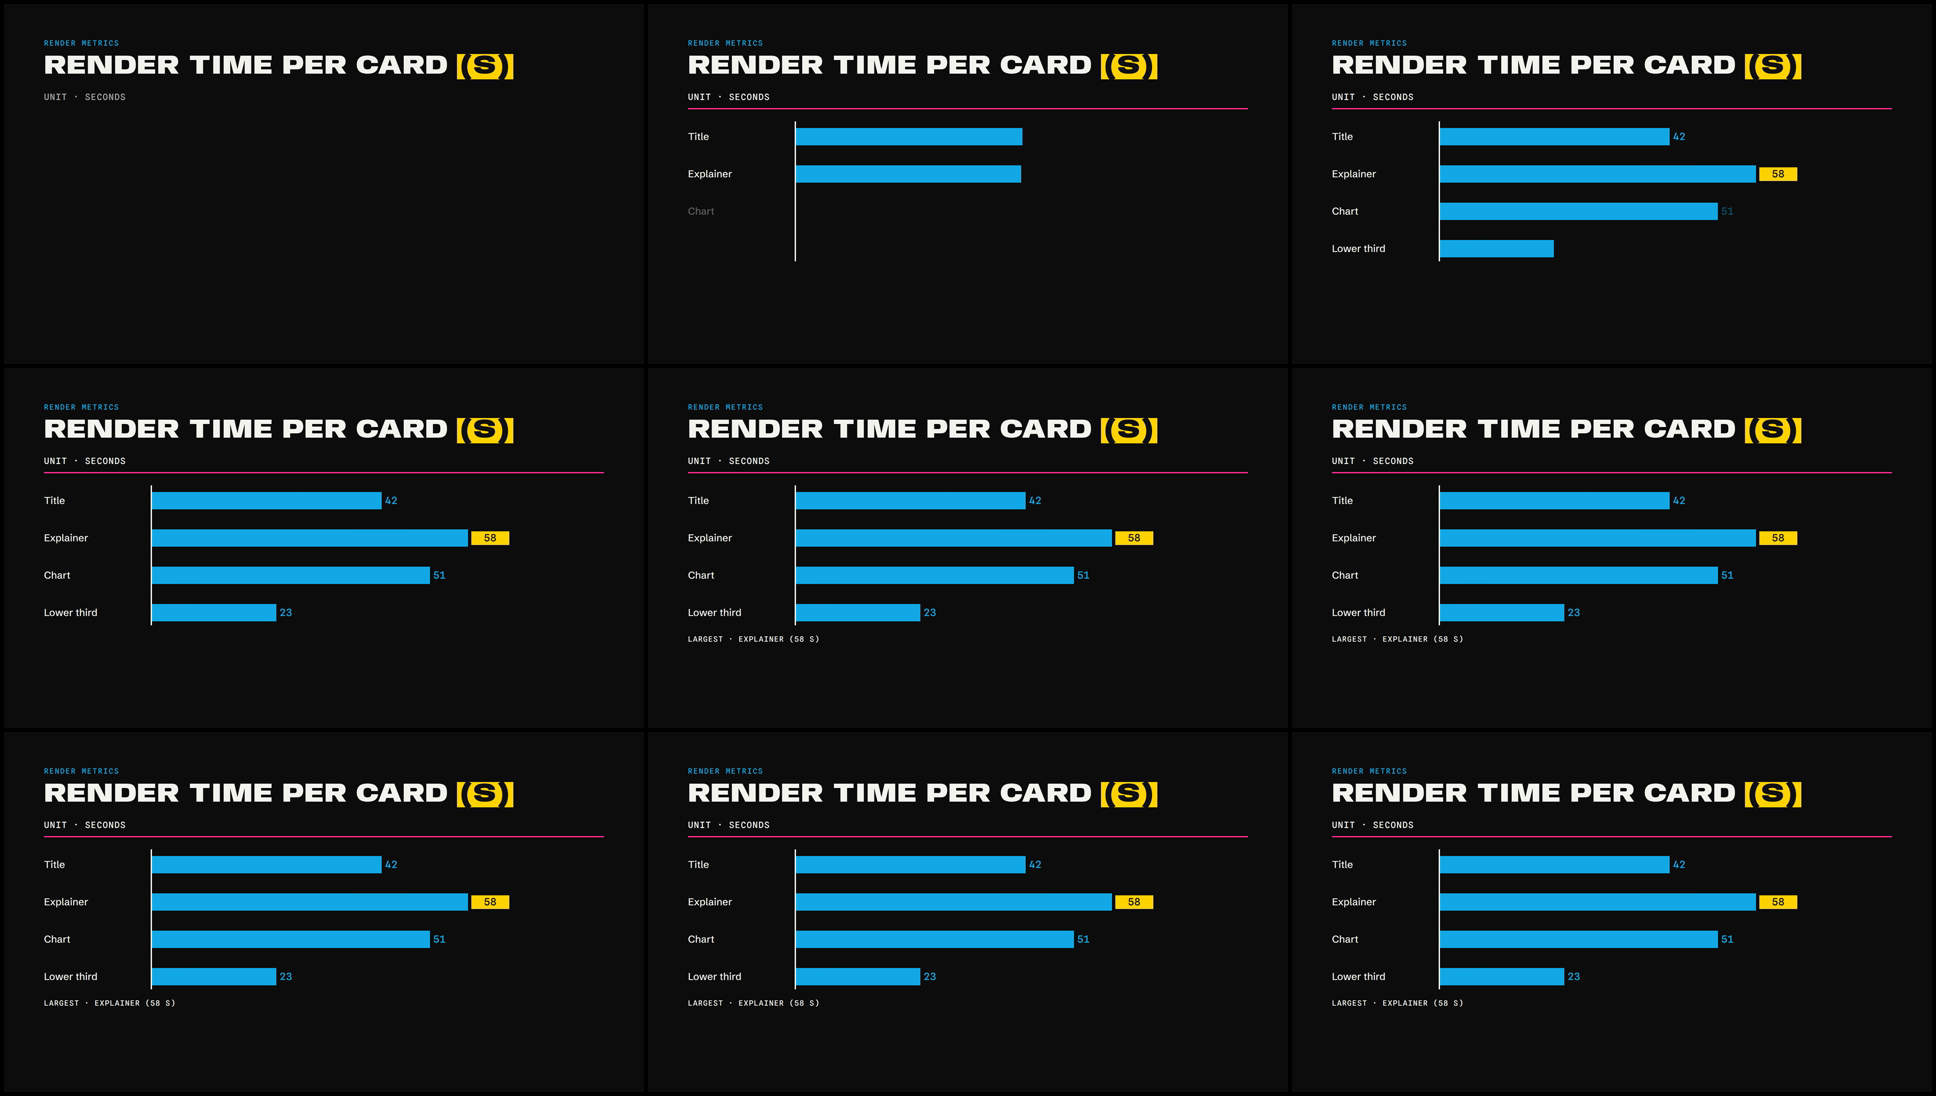 RENDER METRICS
RENDER TIME PER CARD (S)
UNIT · SECONDS
RENDER METRICS
RENDER TIME PER CARD (S)
UNIT · SECONDS
Title
Explainer
Chart
RENDER METRICS
RENDER TIME PER CARD (S)
UNIT · SECONDS
Title 42
Explainer 58
Chart 51
Lower third
RENDER METRICS
RENDER TIME PER CARD (S)
UNIT · SECONDS
Title 42
Explainer 58
Chart 51
Lower third 23
RENDER METRICS
RENDER TIME PER CARD (S)
UNIT · SECONDS
Title 42
Explainer 58
Chart 51
Lower third 23
LARGEST · EXPLAINER (58 S)
RENDER METRICS
RENDER TIME PER CARD (S)
UNIT · SECONDS
Title 42
Explainer 58
Chart 51
Lower third 23
LARGEST · EXPLAINER (58 S)
RENDER METRICS
RENDER TIME PER CARD (S)
UNIT · SECONDS
Title 42
Explainer 58
Chart 51
Lower third 23
LARGEST · EXPLAINER (58 S)
RENDER METRICS
RENDER TIME PER CARD (S)
UNIT · SECONDS
Title 42
Explainer 58
Chart 51
Lower third 23
LARGEST · EXPLAINER (58 S)
RENDER METRICS
RENDER TIME PER CARD (S)
UNIT · SECONDS
Title 42
Explainer 58
Chart 51
Lower third 23
LARGEST · EXPLAINER (58 S)